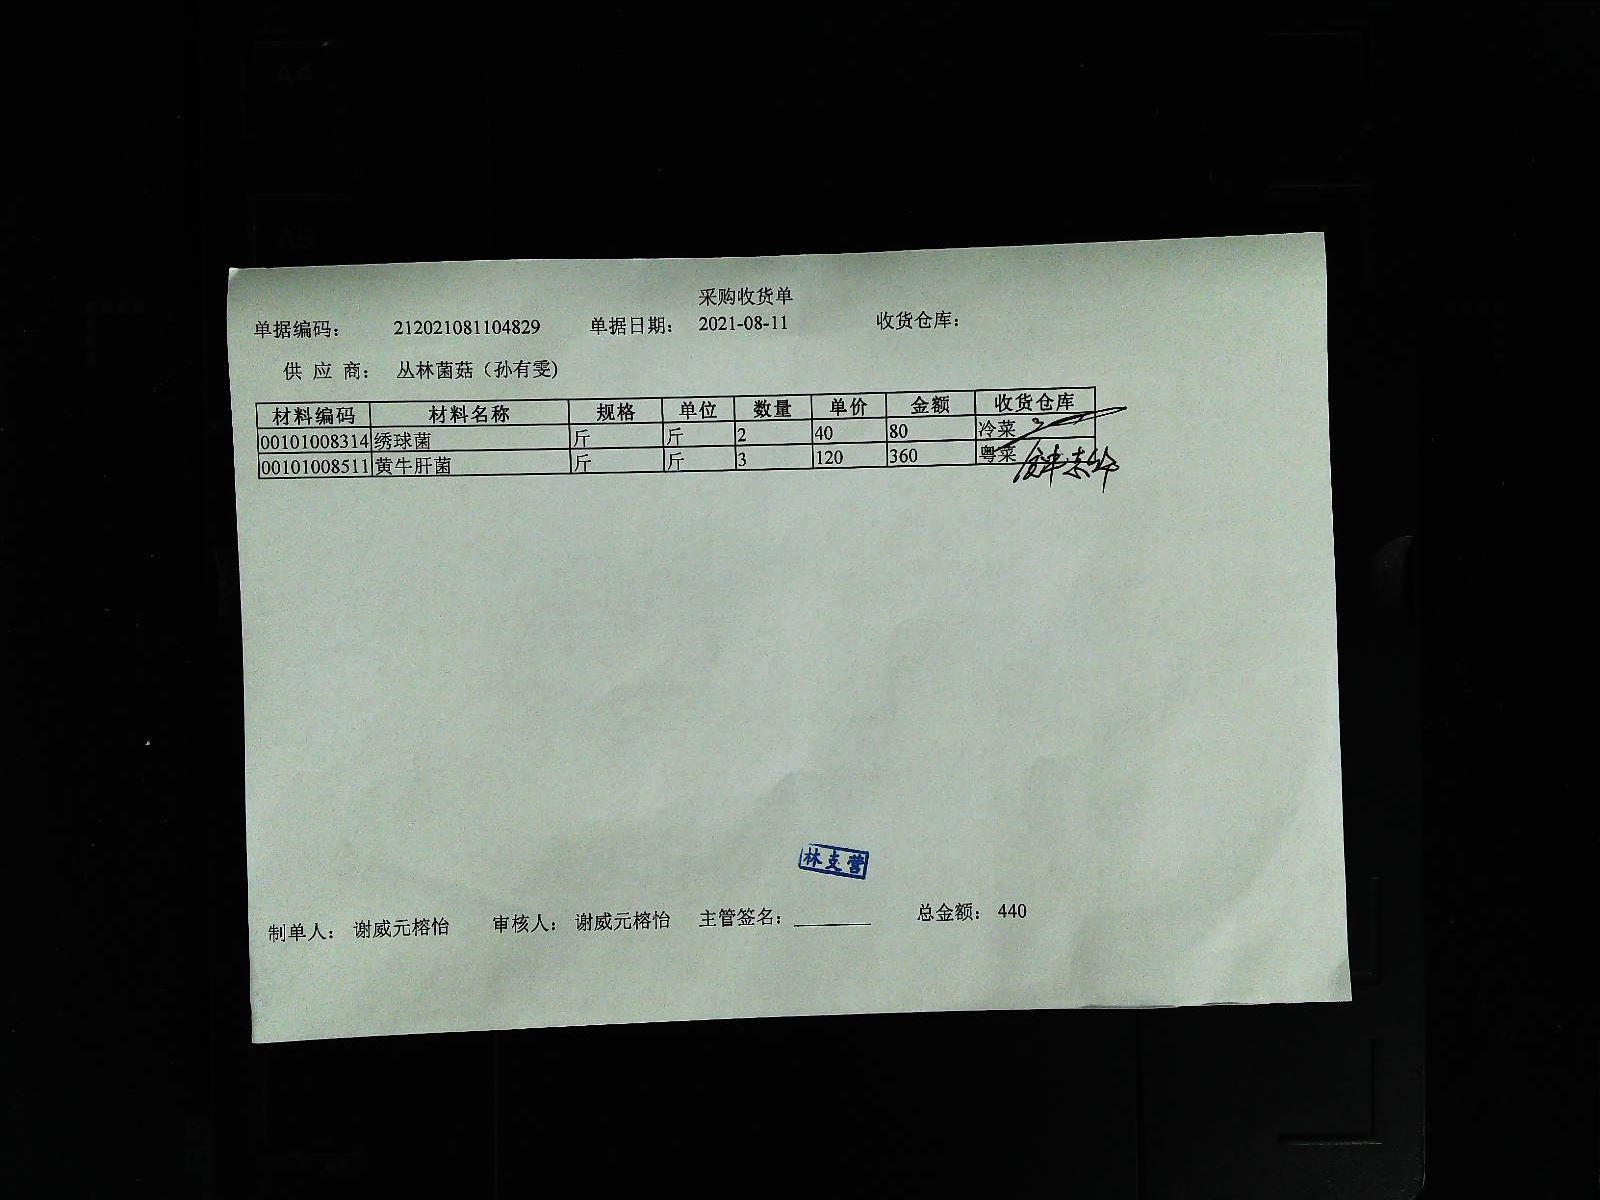 采购收货单
单据编码： 212021081104829 单据日期： 2021-08-11 收货仓库：
供 应 商： 丛林菌菇（孙有雯)
材料编码 材料名称 规格 单位 数量 单价 金额 收货仓库
00101008314 绣球菌 斤 斤 2 40 80 冷菜
00101008511 黄牛肝菌 斤 斤 3 120 360 粤菜
林支营
制单人： 谢威元榕怡 审核人： 谢威元榕怡 主管签名： 总金额： 440